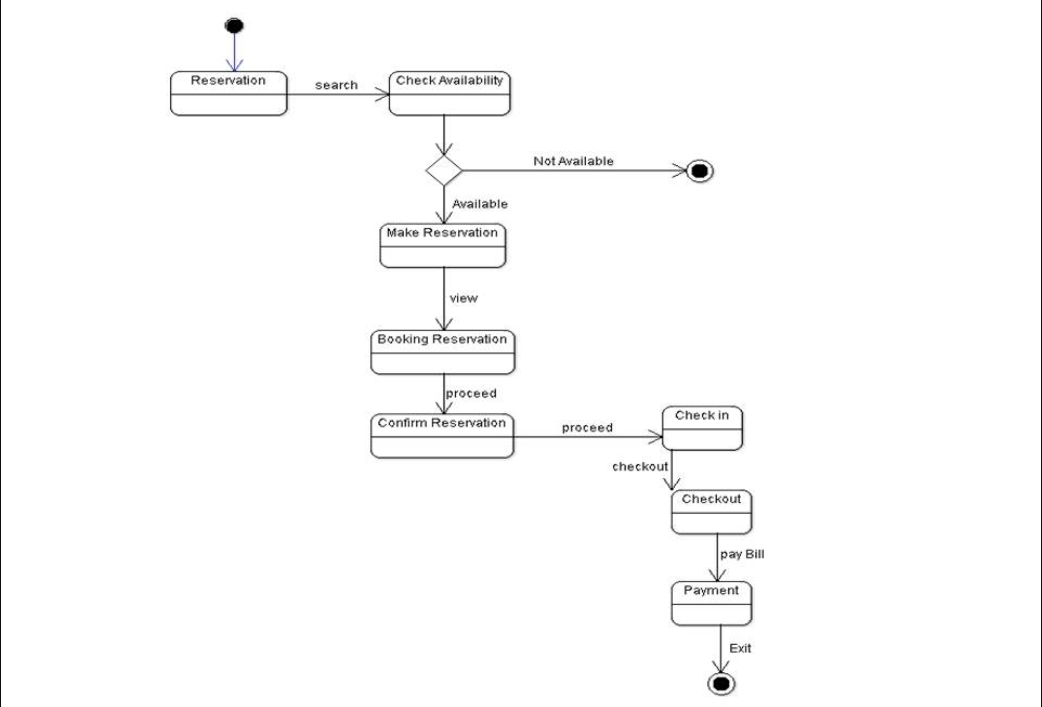 Reservation
search
Check Availability
Not Available
Available
Make Reservation
view
Booking Reservation
proceed
Confirm Reservation
proceed
Check in
checkout
Checkout
pay Bill
Payment
Exit